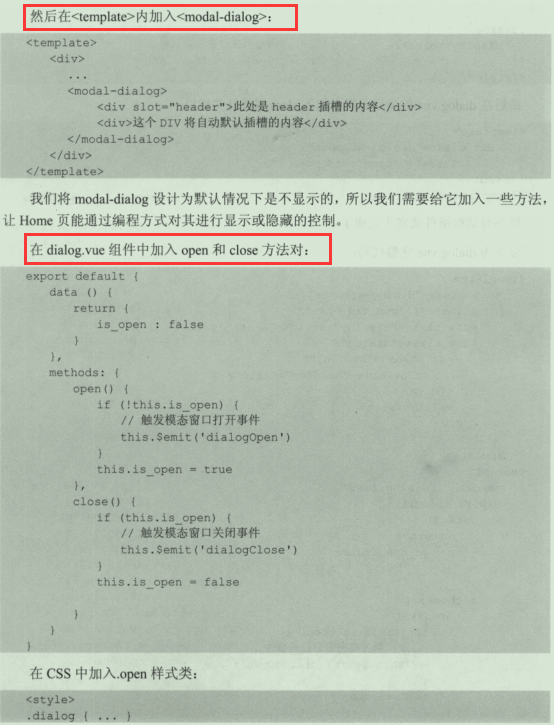 然后在<template>内加入<modal-dialog>：
<template>
<div>
...
<modal-dialog>
<div slot="header">此处是 header 插槽的内容</div>
<div>这个 DIV 将自动默认插槽的内容</div>
</modal-dialog>
</div>
</template>
我们将 modal-dialog 设计为默认情况下是不显示的，所以我们需要给它加入一些方法，
让 Home 页能通过编程方式对其进行显示或隐藏的控制。
在 dialog.vue 组件中加入 open 和 close 方法对：
export default {
data () {
return {
is_open : false
}
},
methods: {
open() {
if (!this.is_open) {
// 触发模态窗口打开事件
this.$emit('dialogOpen')
}
this.is_open = true
},
close() {
if (this.is_open) {
// 触发模态窗口关闭事件
this.$emit('dialogClose')
}
this.is_open = false
}
}
}
在 CSS 中加入.open 样式类：
<style>
.dialog { ... }